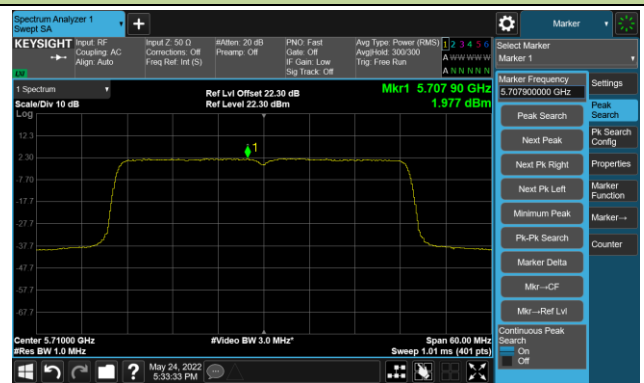 Spectrum Analyzer 1
Swept SA
Marker
KEYSIGHT
Input: RF
Coupling: AC
Align: Auto
Input Z: 50 Ω
Corrections: Off
Freq Ref: Int (S)
#Atten: 20 dB
Preamp: Off
PNO: Fast
Gate: Off
IF Gain: Low
Sig Track: Off
Avg Type: Power (RMS)
Avg|Hold: 300/300
Trig: Free Run
1 2 3 4 5 6
A W W W W W
A N N N N N
LXI
Select Marker
Marker 1
1 Spectrum
Scale/Div 10 dB
Log
Ref Lvl Offset 22.30 dB
Ref Level 22.30 dBm
Mkr1 5.707 90 GHz
1.977 dBm
12.3
2.30
-7.70
-17.7
-27.7
-37.7
-47.7
-57.7
-67.7
1
Center 5.71000 GHz
#Res BW 1.0 MHz
#Video BW 3.0 MHz*
Span 60.00 MHz
Sweep 1.01 ms (401 pts)
Marker Frequency
5.707900000 GHz
Peak Search
Next Peak
Next Pk Right
Next Pk Left
Minimum Peak
Pk-Pk Search
Marker Delta
Mkr→CF
Mkr→Ref Lvl
Continuous Peak
Search
On
Off
Settings
Peak
Search
Pk Search
Config
Properties
Marker
Function
Marker→
Counter
?
May 24, 2022
5:33:33 PM